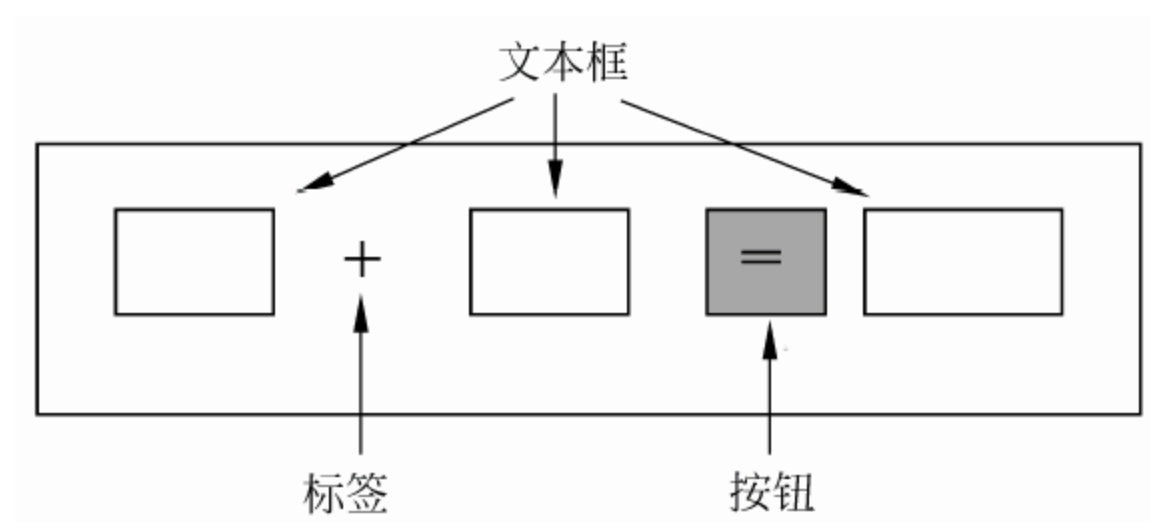 文本框
+ =
标签 按钮